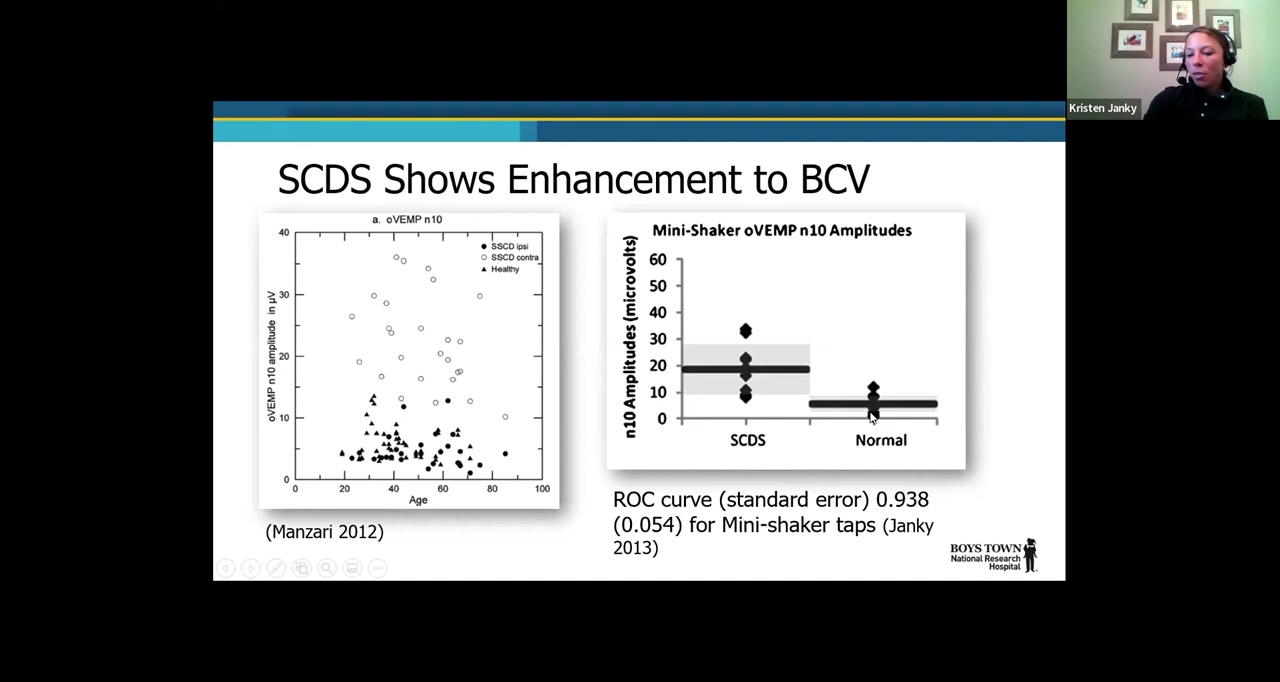 Kristen Janky
SCDS Shows Enhancement to BCV
a. oVEMP n10
SSCD ipsi
SSCD contra
Healthy
oVEMP n10 amplitude in µV
40
30
20
10
0
0 20 40 60 80 100
Age
(Manzari 2012)
Mini-Shaker oVEMP n10 Amplitudes
n10 Amplitudes (microvolts)
60
50
40
30
20
10
0
SCDS Normal
ROC curve (standard error) 0.938
(0.054) for Mini-shaker taps (Janky
2013)
BOYS TOWN
National Research
Hospital